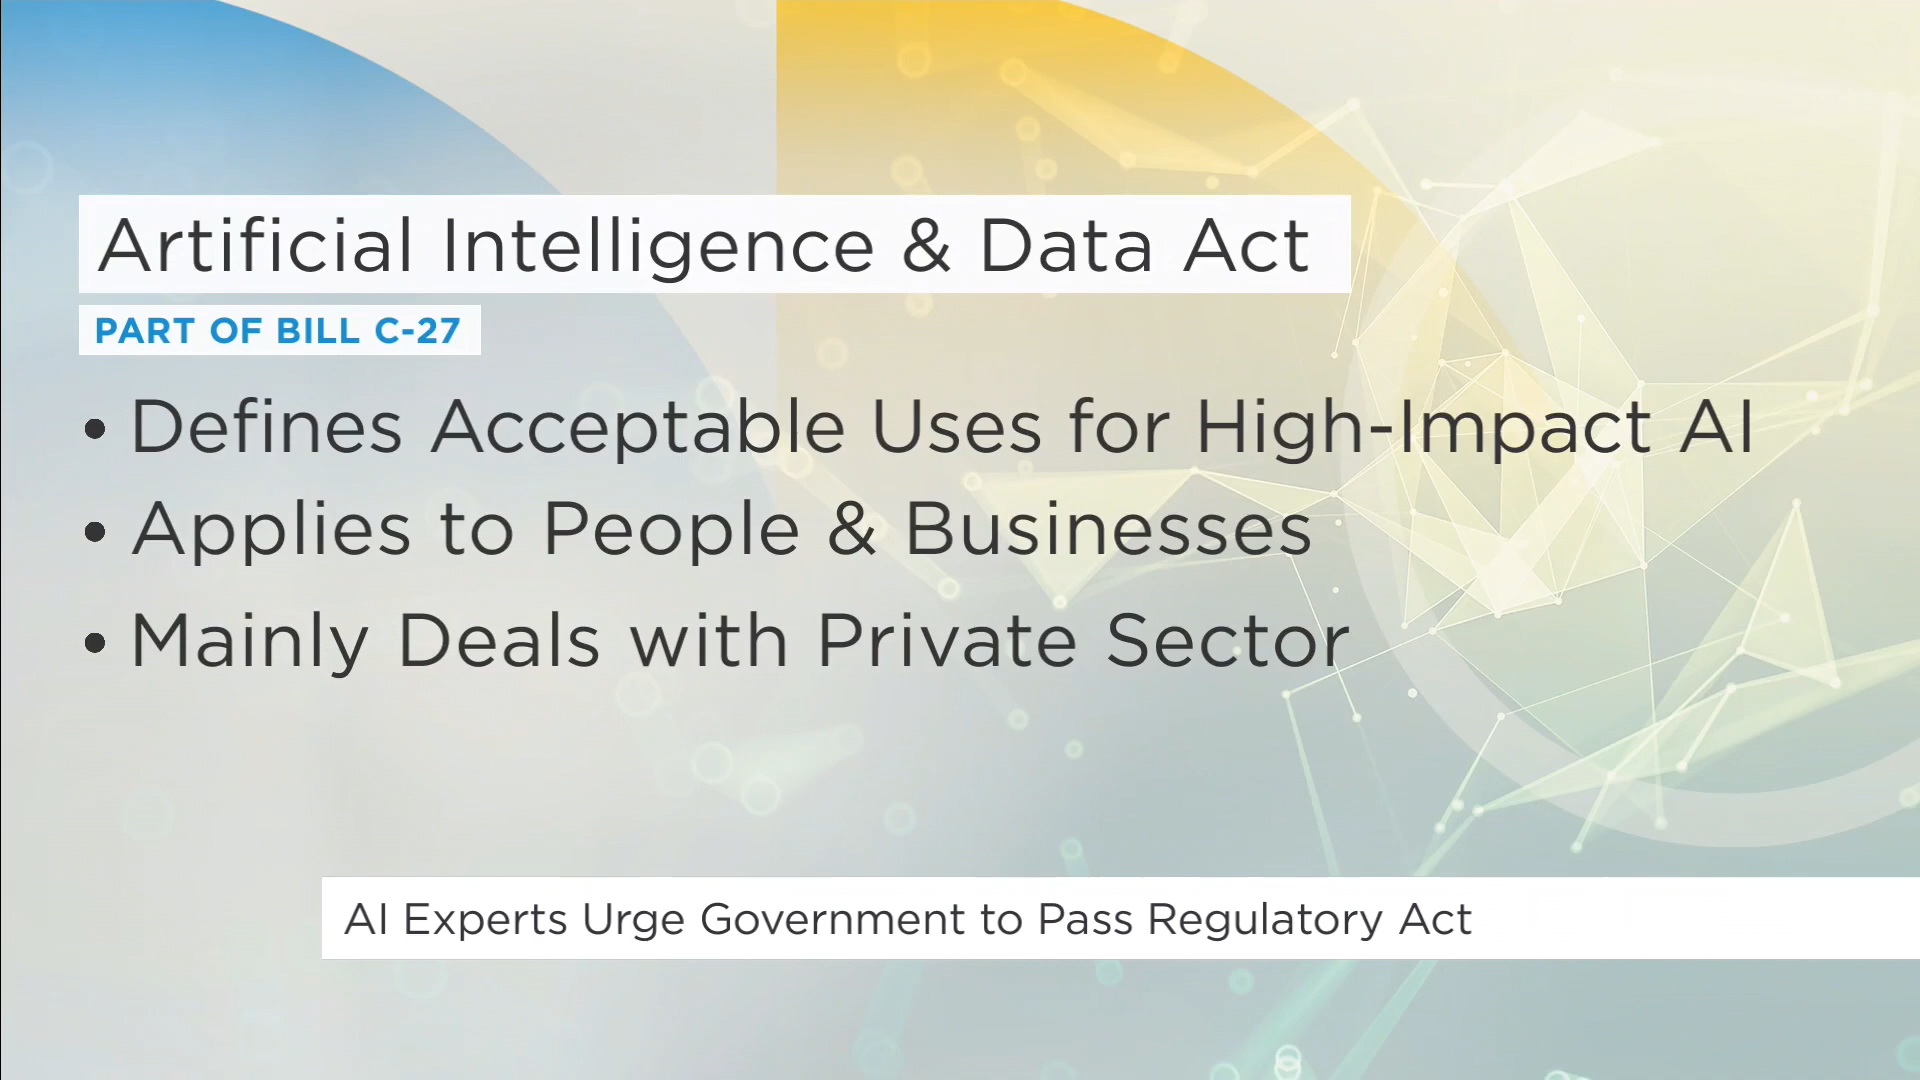 Artificial Intelligence & Data Act
PART OF BILL C-27
• Defines Acceptable Uses for High-Impact AI
• Applies to People & Businesses
• Mainly Deals with Private Sector
AI Experts Urge Government to Pass Regulatory Act